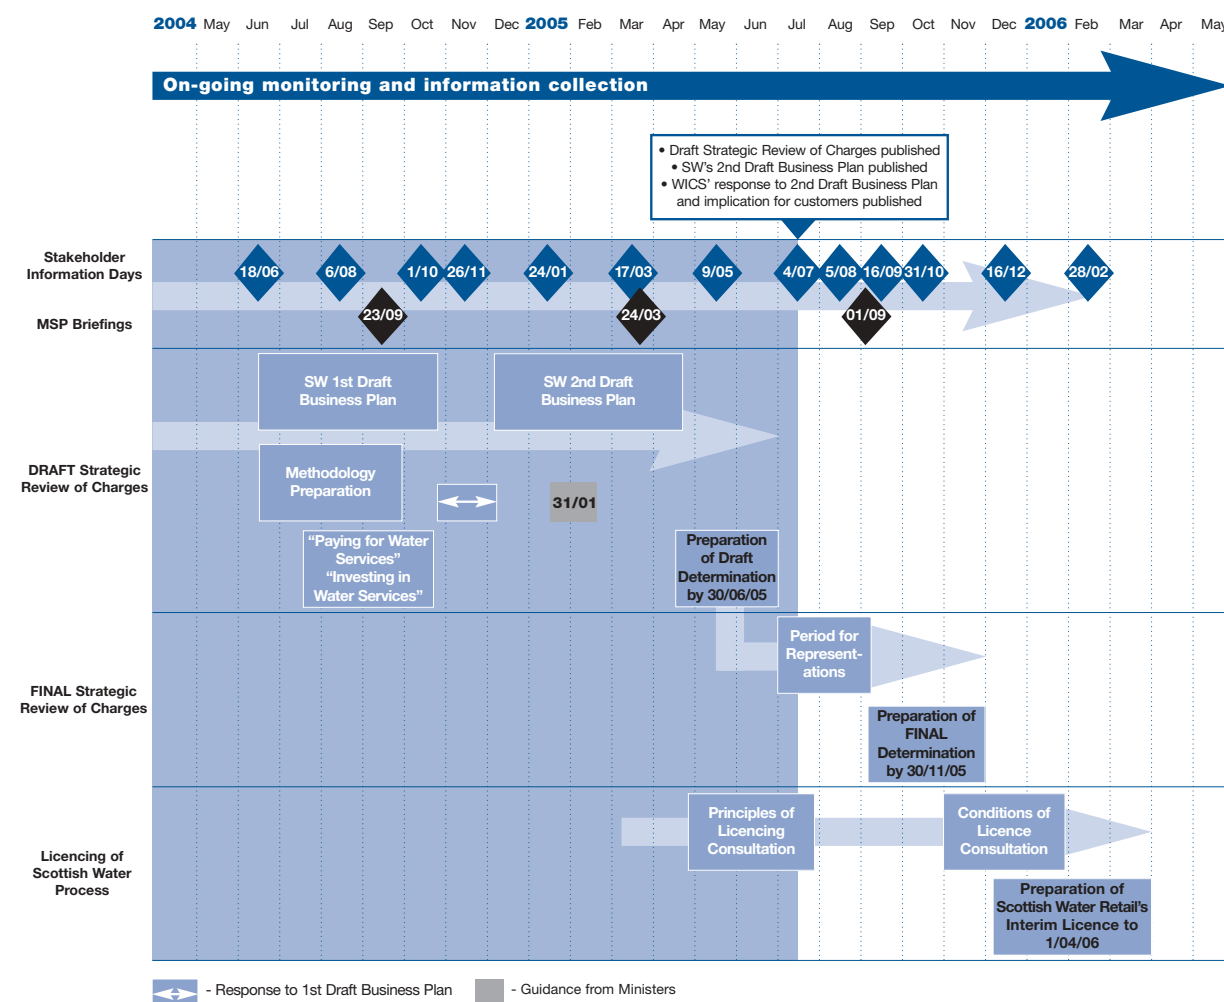 2004 May Jun Jul Aug Sep Oct Nov Dec 2005 Feb Mar Apr May Jun Jul Aug Sep Oct Nov Dec 2006 Feb Mar Apr May
On-going monitoring and information collection
• Draft Strategic Review of Charges published
• SW's 2nd Draft Business Plan published
• WICS' response to 2nd Draft Business Plan
and implication for customers published
Stakeholder
Information Days
18/06 6/08 1/10 26/11 24/01 17/03 9/05 4/07 5/08 16/09 31/10 16/12 28/02
MSP Briefings
23/09 24/03 01/09
DRAFT Strategic
Review of Charges
SW 1st Draft
Business Plan
SW 2nd Draft
Business Plan
Methodology
Preparation
31/01
“Paying for Water
Services”
“Investing in
Water Services”
Preparation
of Draft
Determination
by 30/06/05
FINAL Strategic
Review of Charges
Period for
Represent-
ations
Preparation of
FINAL
Determination
by 30/11/05
Licencing of
Scottish Water
Process
Principles of
Licencing
Consultation
Conditions of
Licence
Consultation
Preparation of
Scottish Water Retail's
Interim Licence to
1/04/06
- Response to 1st Draft Business Plan
- Guidance from Ministers